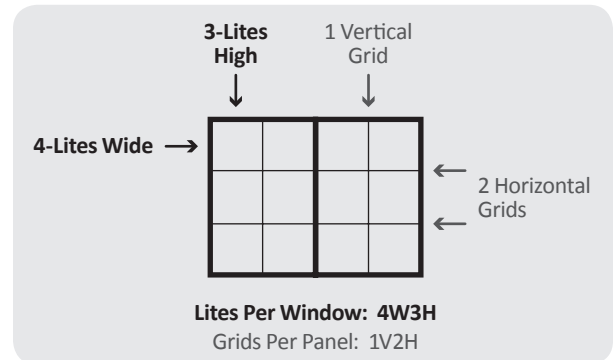 3-Lites
High
1 Vertical
Grid
4-Lites Wide
2 Horizontal
Grids
Lites Per Window: 4W3H
Grids Per Panel: 1V2H